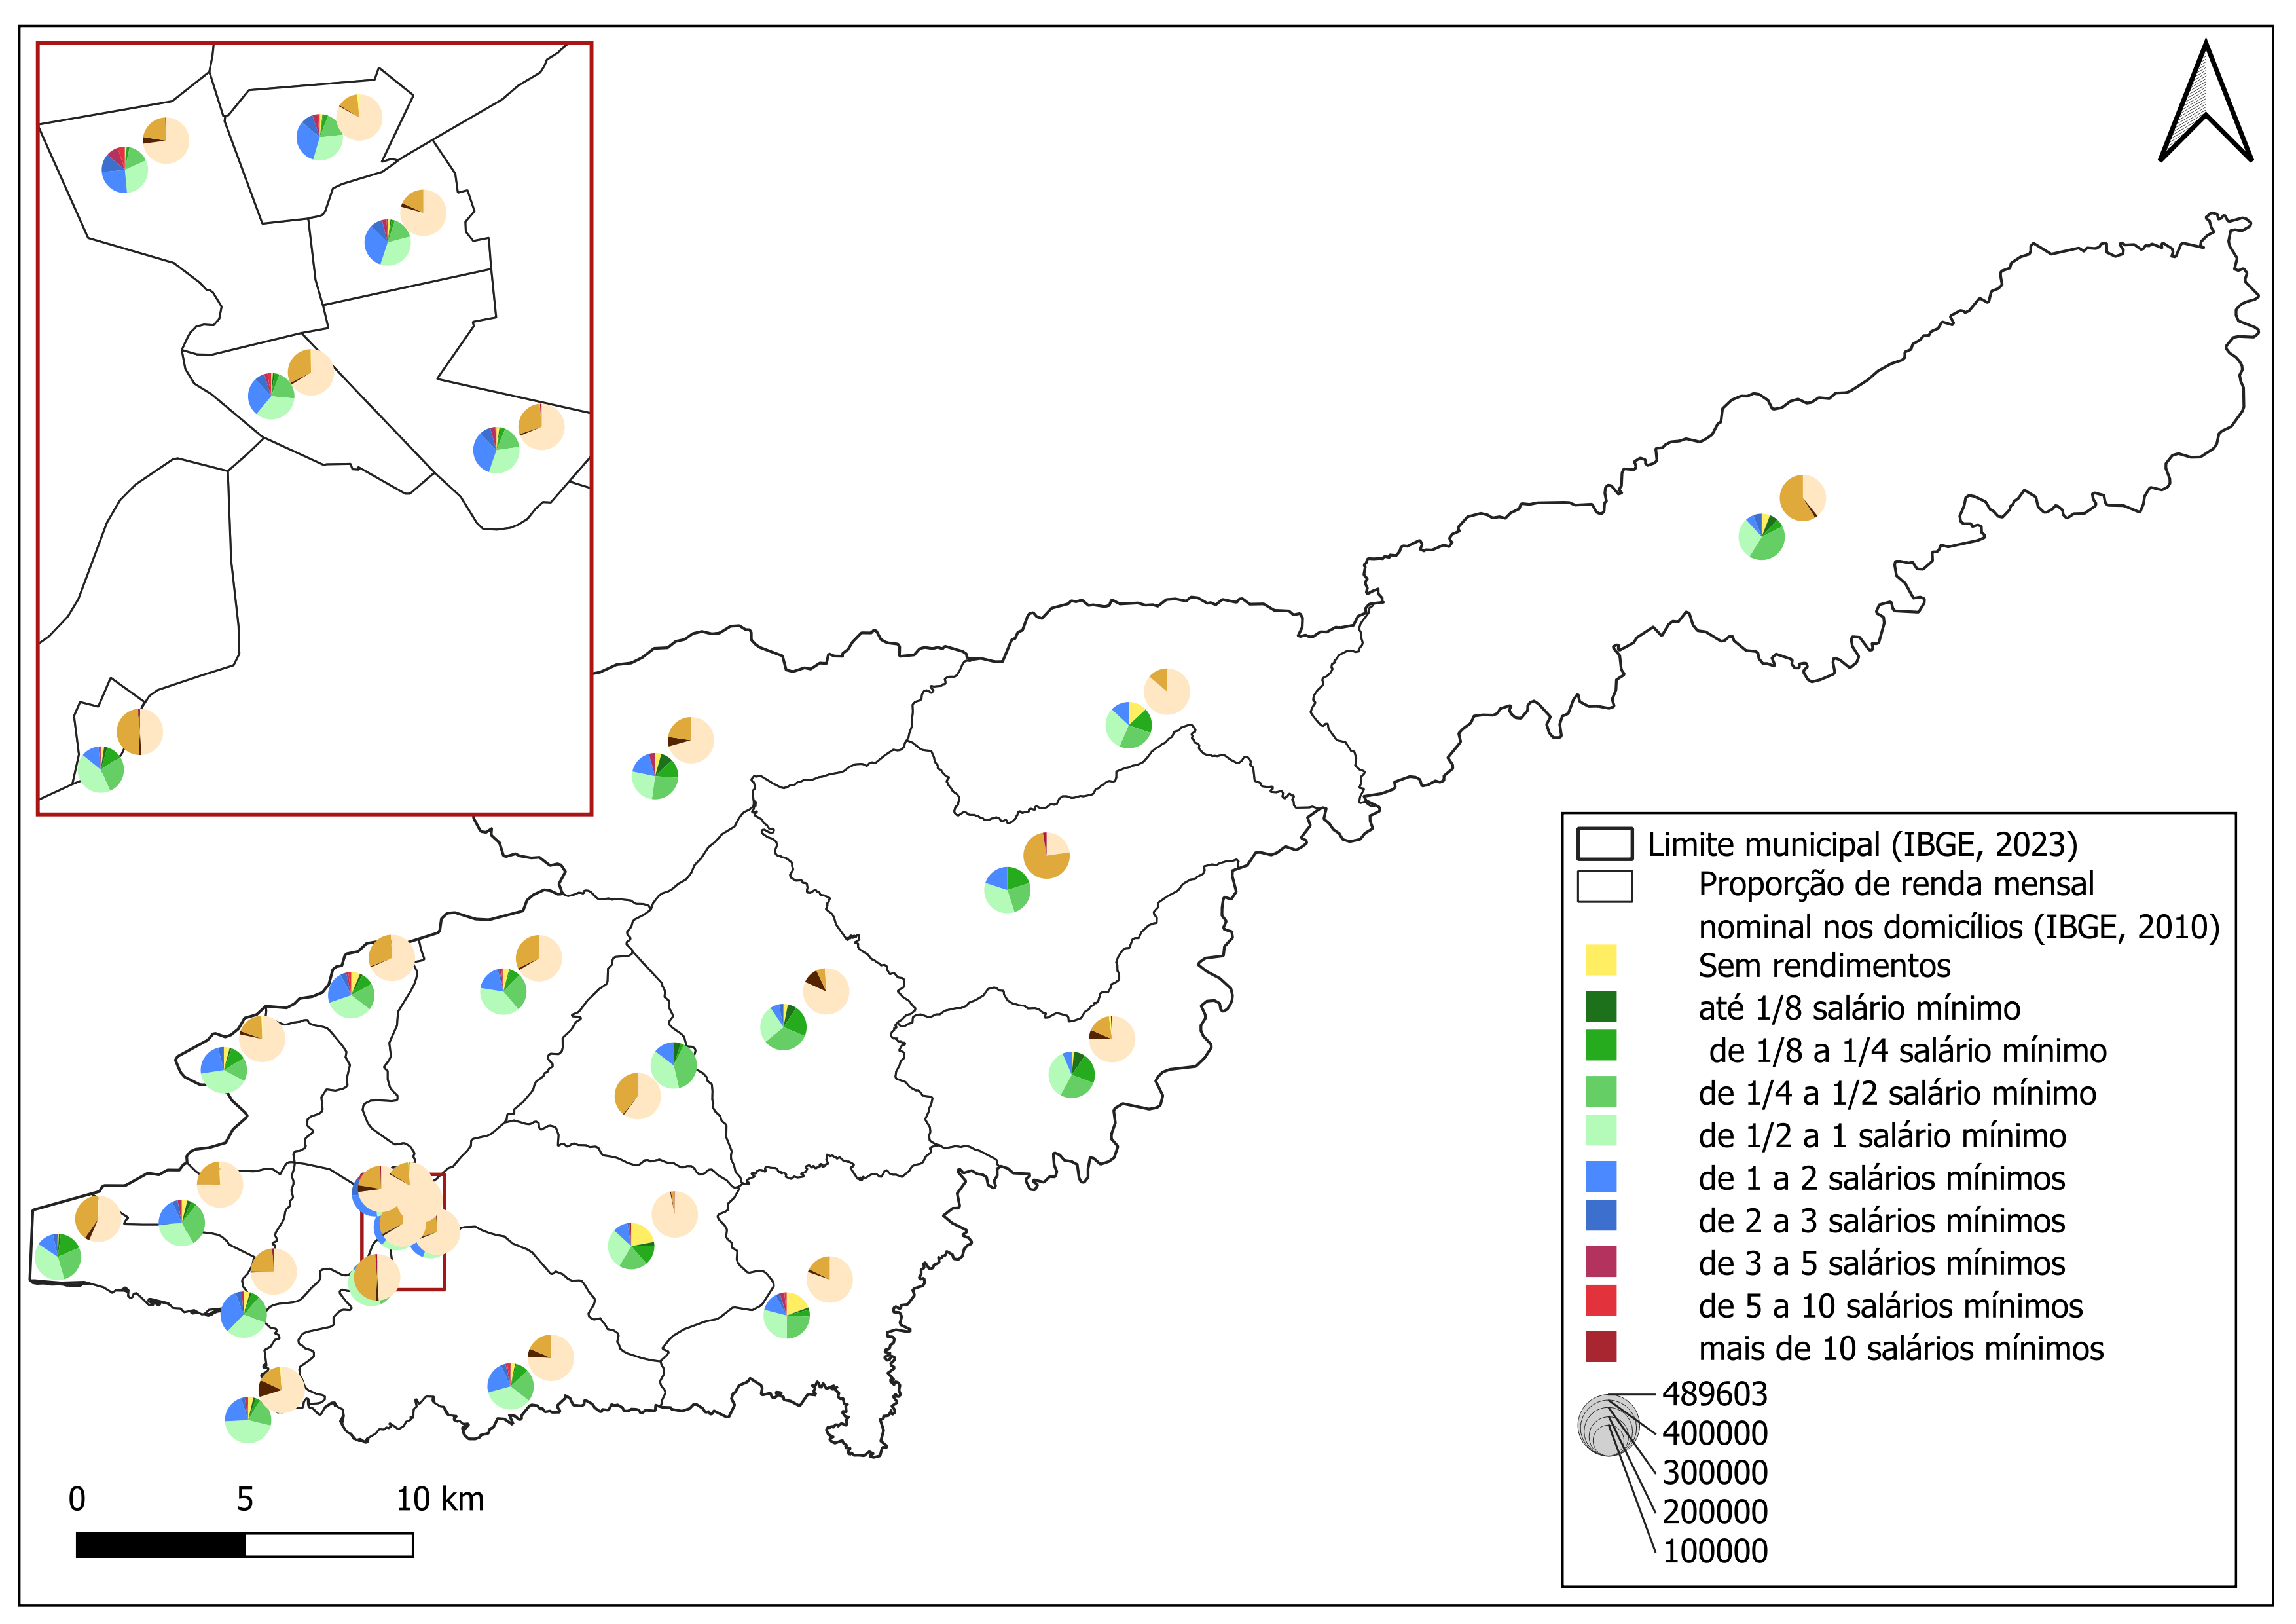 Limite municipal (IBGE, 2023)
Proporção de renda mensal
nominal nos domicílios (IBGE, 2010)
Sem rendimentos
até 1/8 salário mínimo
de 1/8 a 1/4 salário mínimo
de 1/4 a 1/2 salário mínimo
de 1/2 a 1 salário mínimo
de 1 a 2 salários mínimos
de 2 a 3 salários mínimos
de 3 a 5 salários mínimos
de 5 a 10 salários mínimos
mais de 10 salários mínimos
489603
400000
300000
200000
100000
0 5 10 km